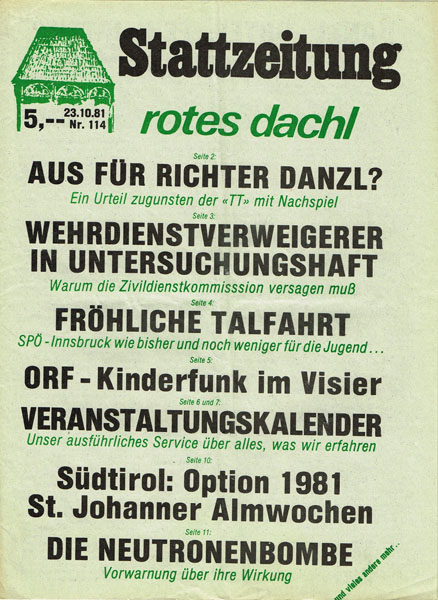 Stattzeitung
5,-- 23.10.81
Nr. 114
rotes dachl
Seite 2:
AUS FÜR RICHTER DANZL?
Ein Urteil zugunsten der «TT» mit Nachspiel
Seite 3:
WEHRDIENSTVERWEIGERER
IN UNTERSUCHUNGSHAFT
Warum die Zivildienstkommisssion versagen muß
Seite 4:
FRÖHLICHE TALFAHRT
SPÖ-Innsbruck wie bisher und noch weniger für die Jugend...
Seite 5:
ORF - Kinderfunk im Visier
Seite 6 und 7:
VERANSTALTUNGSKALENDER
Unser ausführliches Service über alles, was wir erfahren
Seite 10:
Südtirol: Option 1981
St. Johanner Almwochen
Seite 11:
DIE NEUTRONENBOMBE
Vorwarnung über ihre Wirkung
und vieles andere mehr...